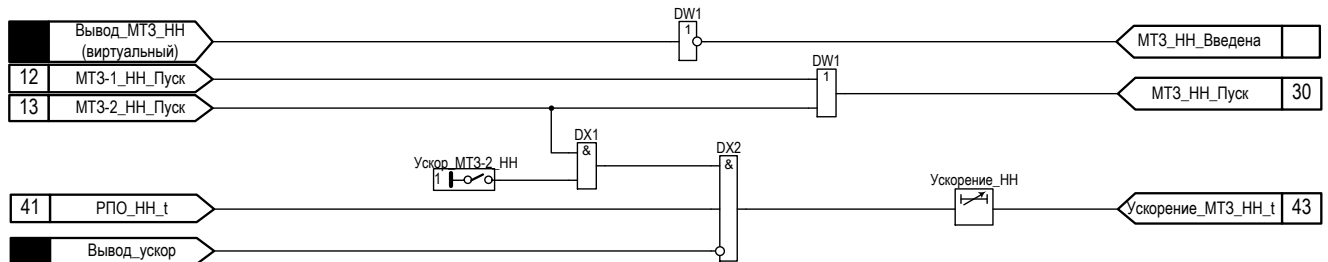 DW1
Вывод_МТЗ_НН
(виртуальный)
1
МТЗ_НН_Введена
12 МТЗ-1_НН_Пуск
DW1
1
13 МТЗ-2_НН_Пуск
МТЗ_НН_Пуск 30
DX1
&
DX2
&
Ускор_МТЗ-2_НН
1
Ускорение_НН
41 РПО_НН_t
Ускорение_МТЗ_НН_t 43
Вывод_ускор